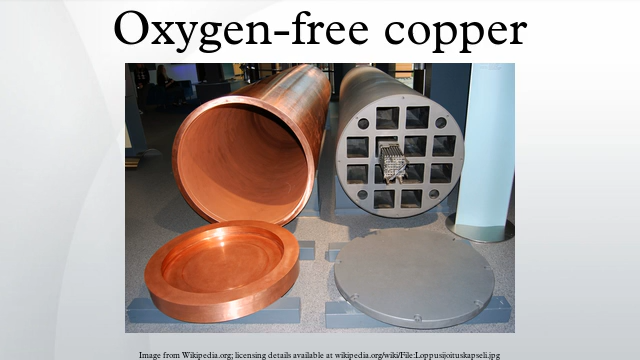 Oxygen-free copper
Image from Wikipedia.org; licensing details available at wikipedia.org/wiki/File:Loppusijoituskapseli.jpg